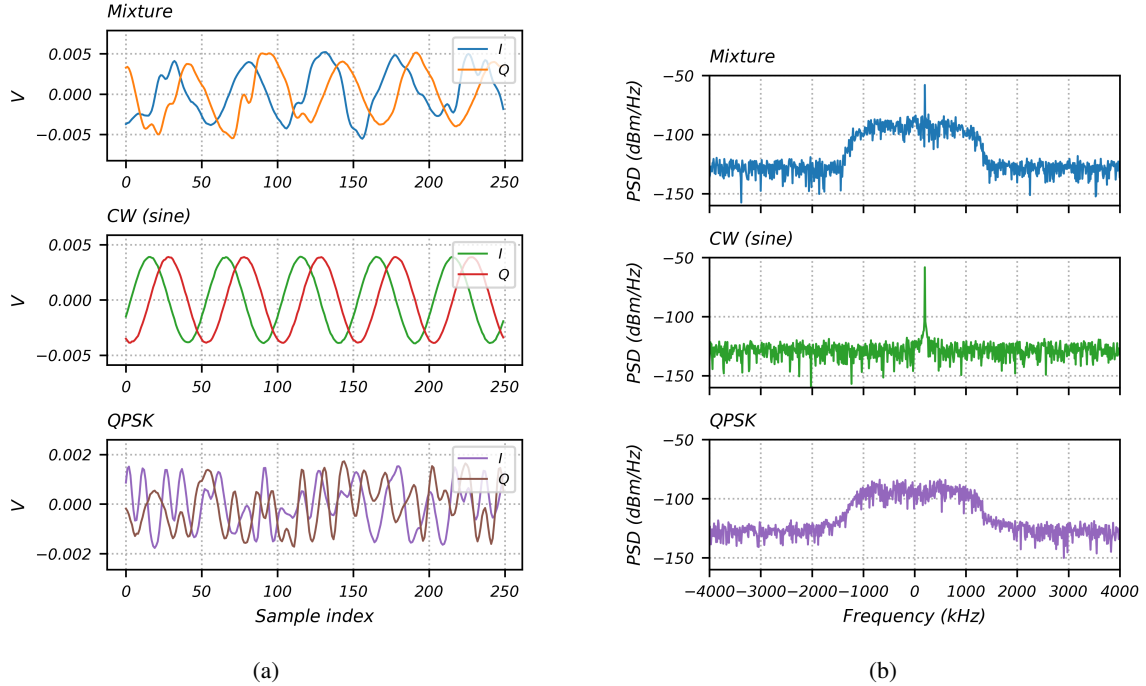 Mixture
0.005
0.000
−0.005
V
I
Q
0 50 100 150 200 250
CW (sine)
0.005
0.000
−0.005
V
I
Q
0 50 100 150 200 250
QPSK
0.002
0.000
−0.002
V
I
Q
0 50 100 150 200 250
Sample index
(a)
Mixture
−50
−100
−150
PSD (dBm/Hz)
CW (sine)
−50
−100
−150
PSD (dBm/Hz)
QPSK
−50
−100
−150
PSD (dBm/Hz)
−4000 −3000 −2000 −1000 0 1000 2000 3000 4000
Frequency (kHz)
(b)